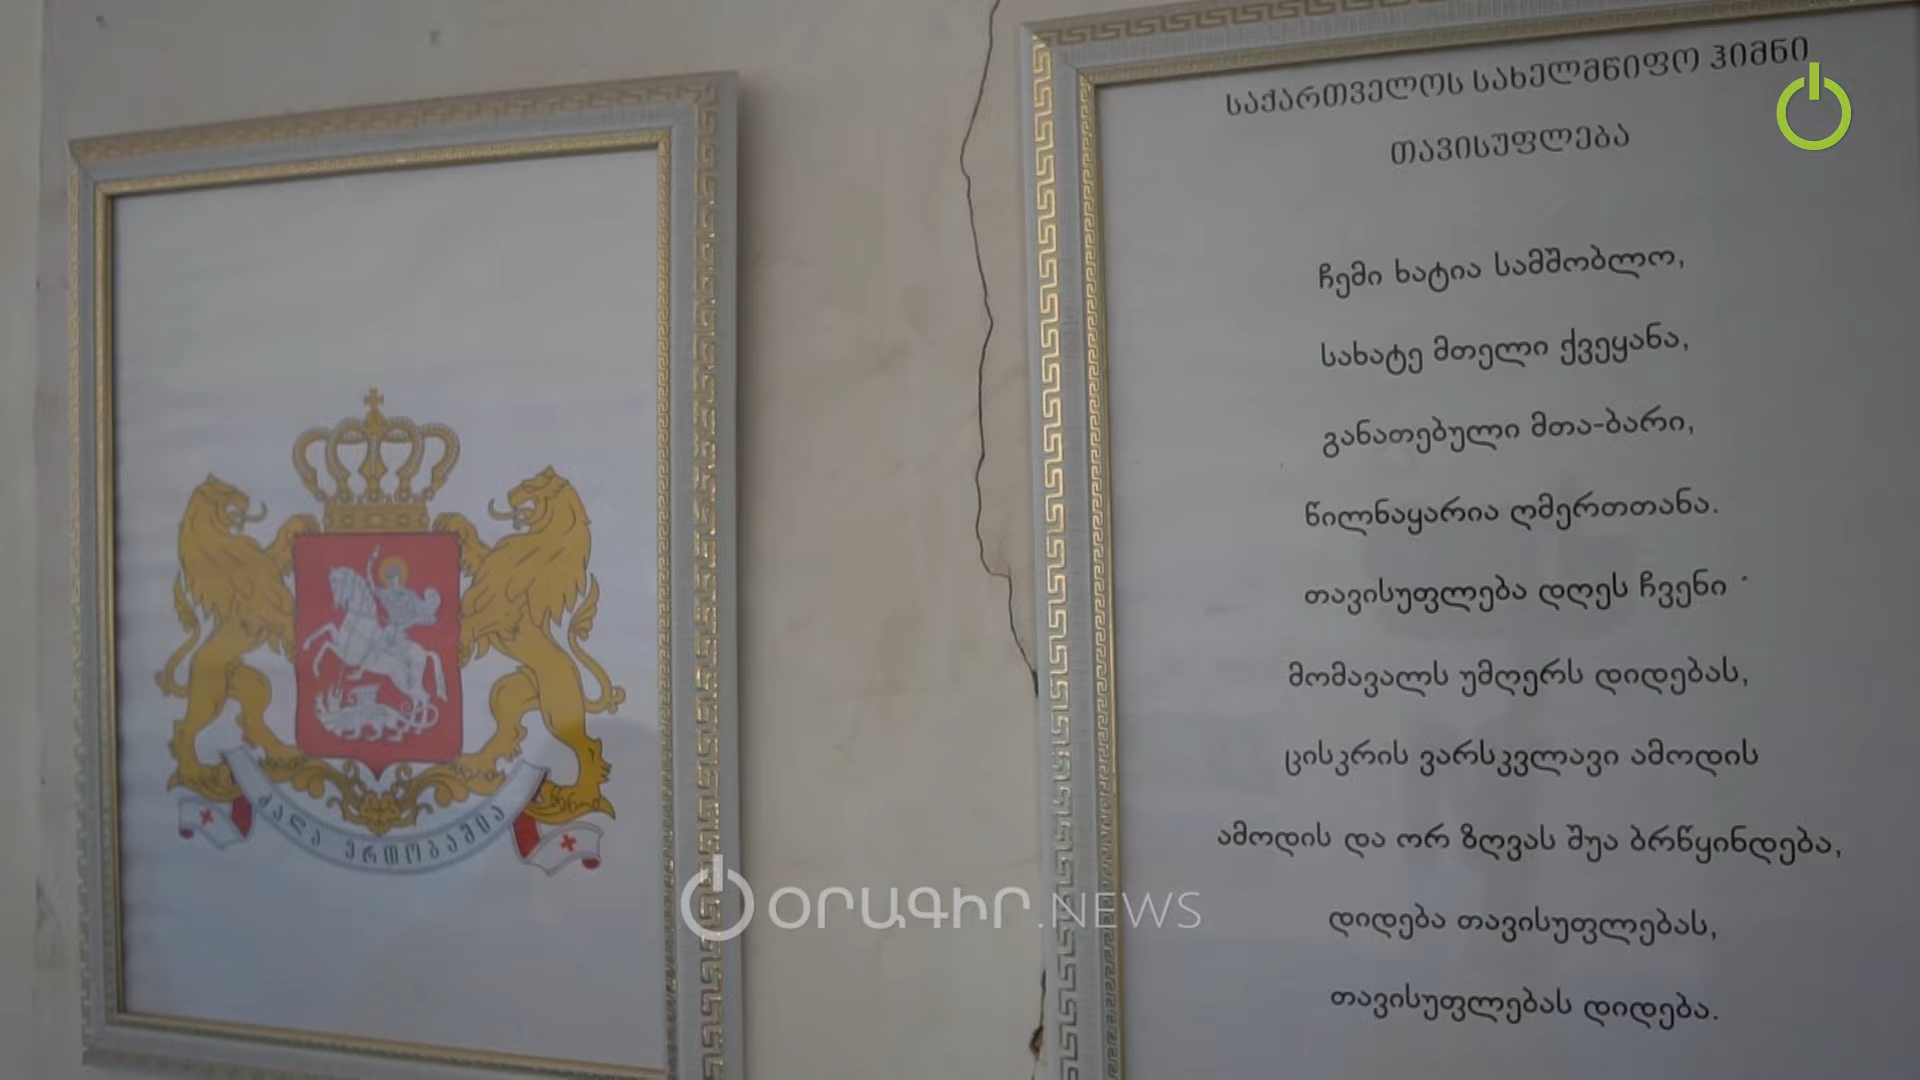 ძალა ერთობაშია
საქართველოს სახელმწიფო ჰიმნი
თავისუფლება
ჩემი ხატია სამშობლო,
სახატე მთელი ქვეყანა,
განათებული მთა-ბარი,
წილნაყარია ღმერთთანა.
თავისუფლება დღეს ჩვენი
მომავალს უმღერს დიდებას,
ცისკრის ვარსკვლავი ამოდის
ამოდის და ორ ზღვას შუა ბრწყინდება,
დიდება თავისუფლებას,
თავისუფლებას დიდება.
ՕՐԱԳԻՐ.NEWS